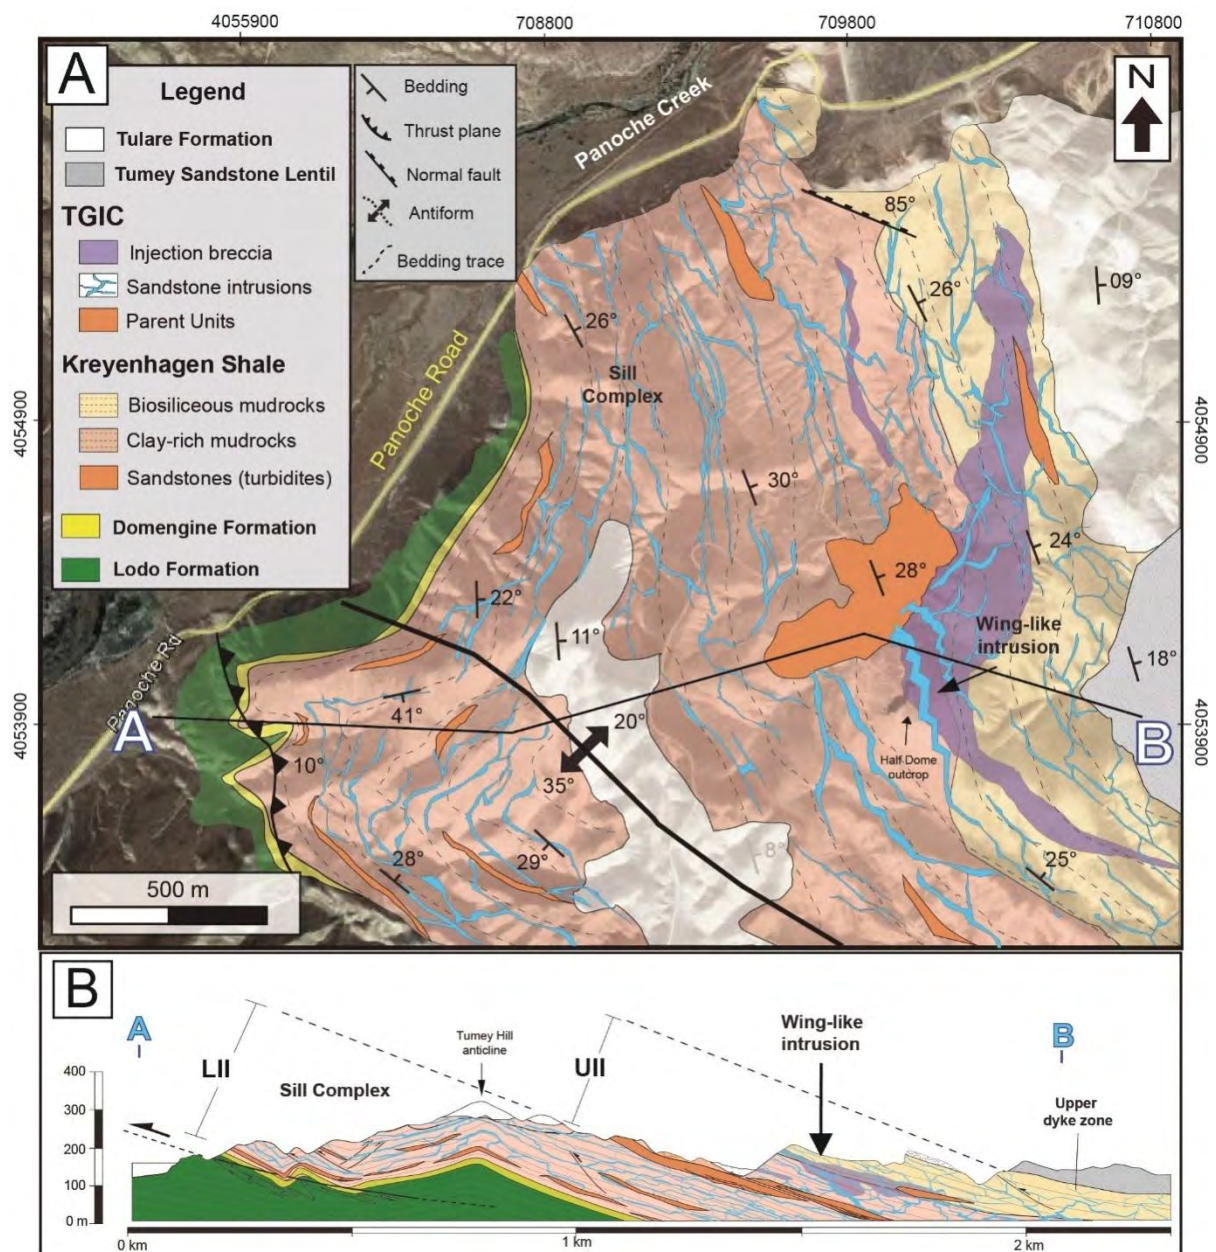 4055900
708800
709800
710800
A
Legend
Tulare Formation
Tumey Sandstone Lentil
TGIC
Injection breccia
Sandstone intrusions
Parent Units
Kreyenhagen Shale
Biosiliceous mudrocks
Clay-rich mudrocks
Sandstones (turbidites)
Domengine Formation
Lodo Formation
Bedding
Thrust plane
Normal fault
Antiform
Bedding trace
Panoche Creek
N
85°
26°
09°
26°
Sill
Complex
Panoche Road
4054900
4054900
30°
24°
28°
22°
11°
Wing-like
intrusion
18°
Panoche Rd
4053900
4053900
A
41°
20°
B
10°
35°
Half-Dome
outcrop
28°
29°
8°
25°
500 m
B
A
Tumey Hill
anticline
Wing-like
intrusion
B
LII
UII
Sill Complex
Upper
dyke zone
400
300
200
100
0 m
0 km
1 km
2 km